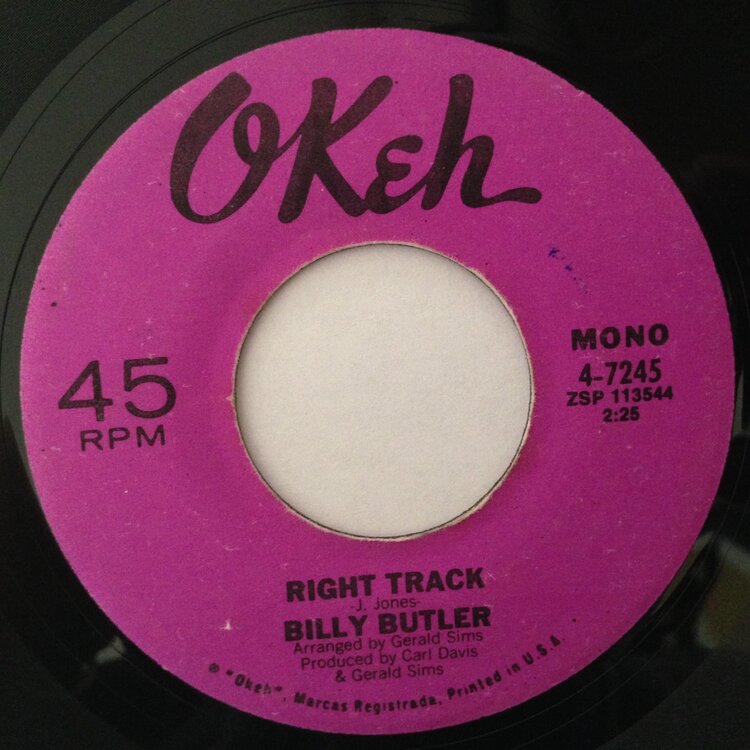 OKeh
45
RPM
MONO
4-7245
ZSP 113544
2:25
RIGHT TRACK
-J. Jones-
BILLY BUTLER
Arranged by Gerald Sims
Produced by Carl Davis
& Gerald Sims
® "Okeh", Marcas Registrada, Printed in U.S.A.